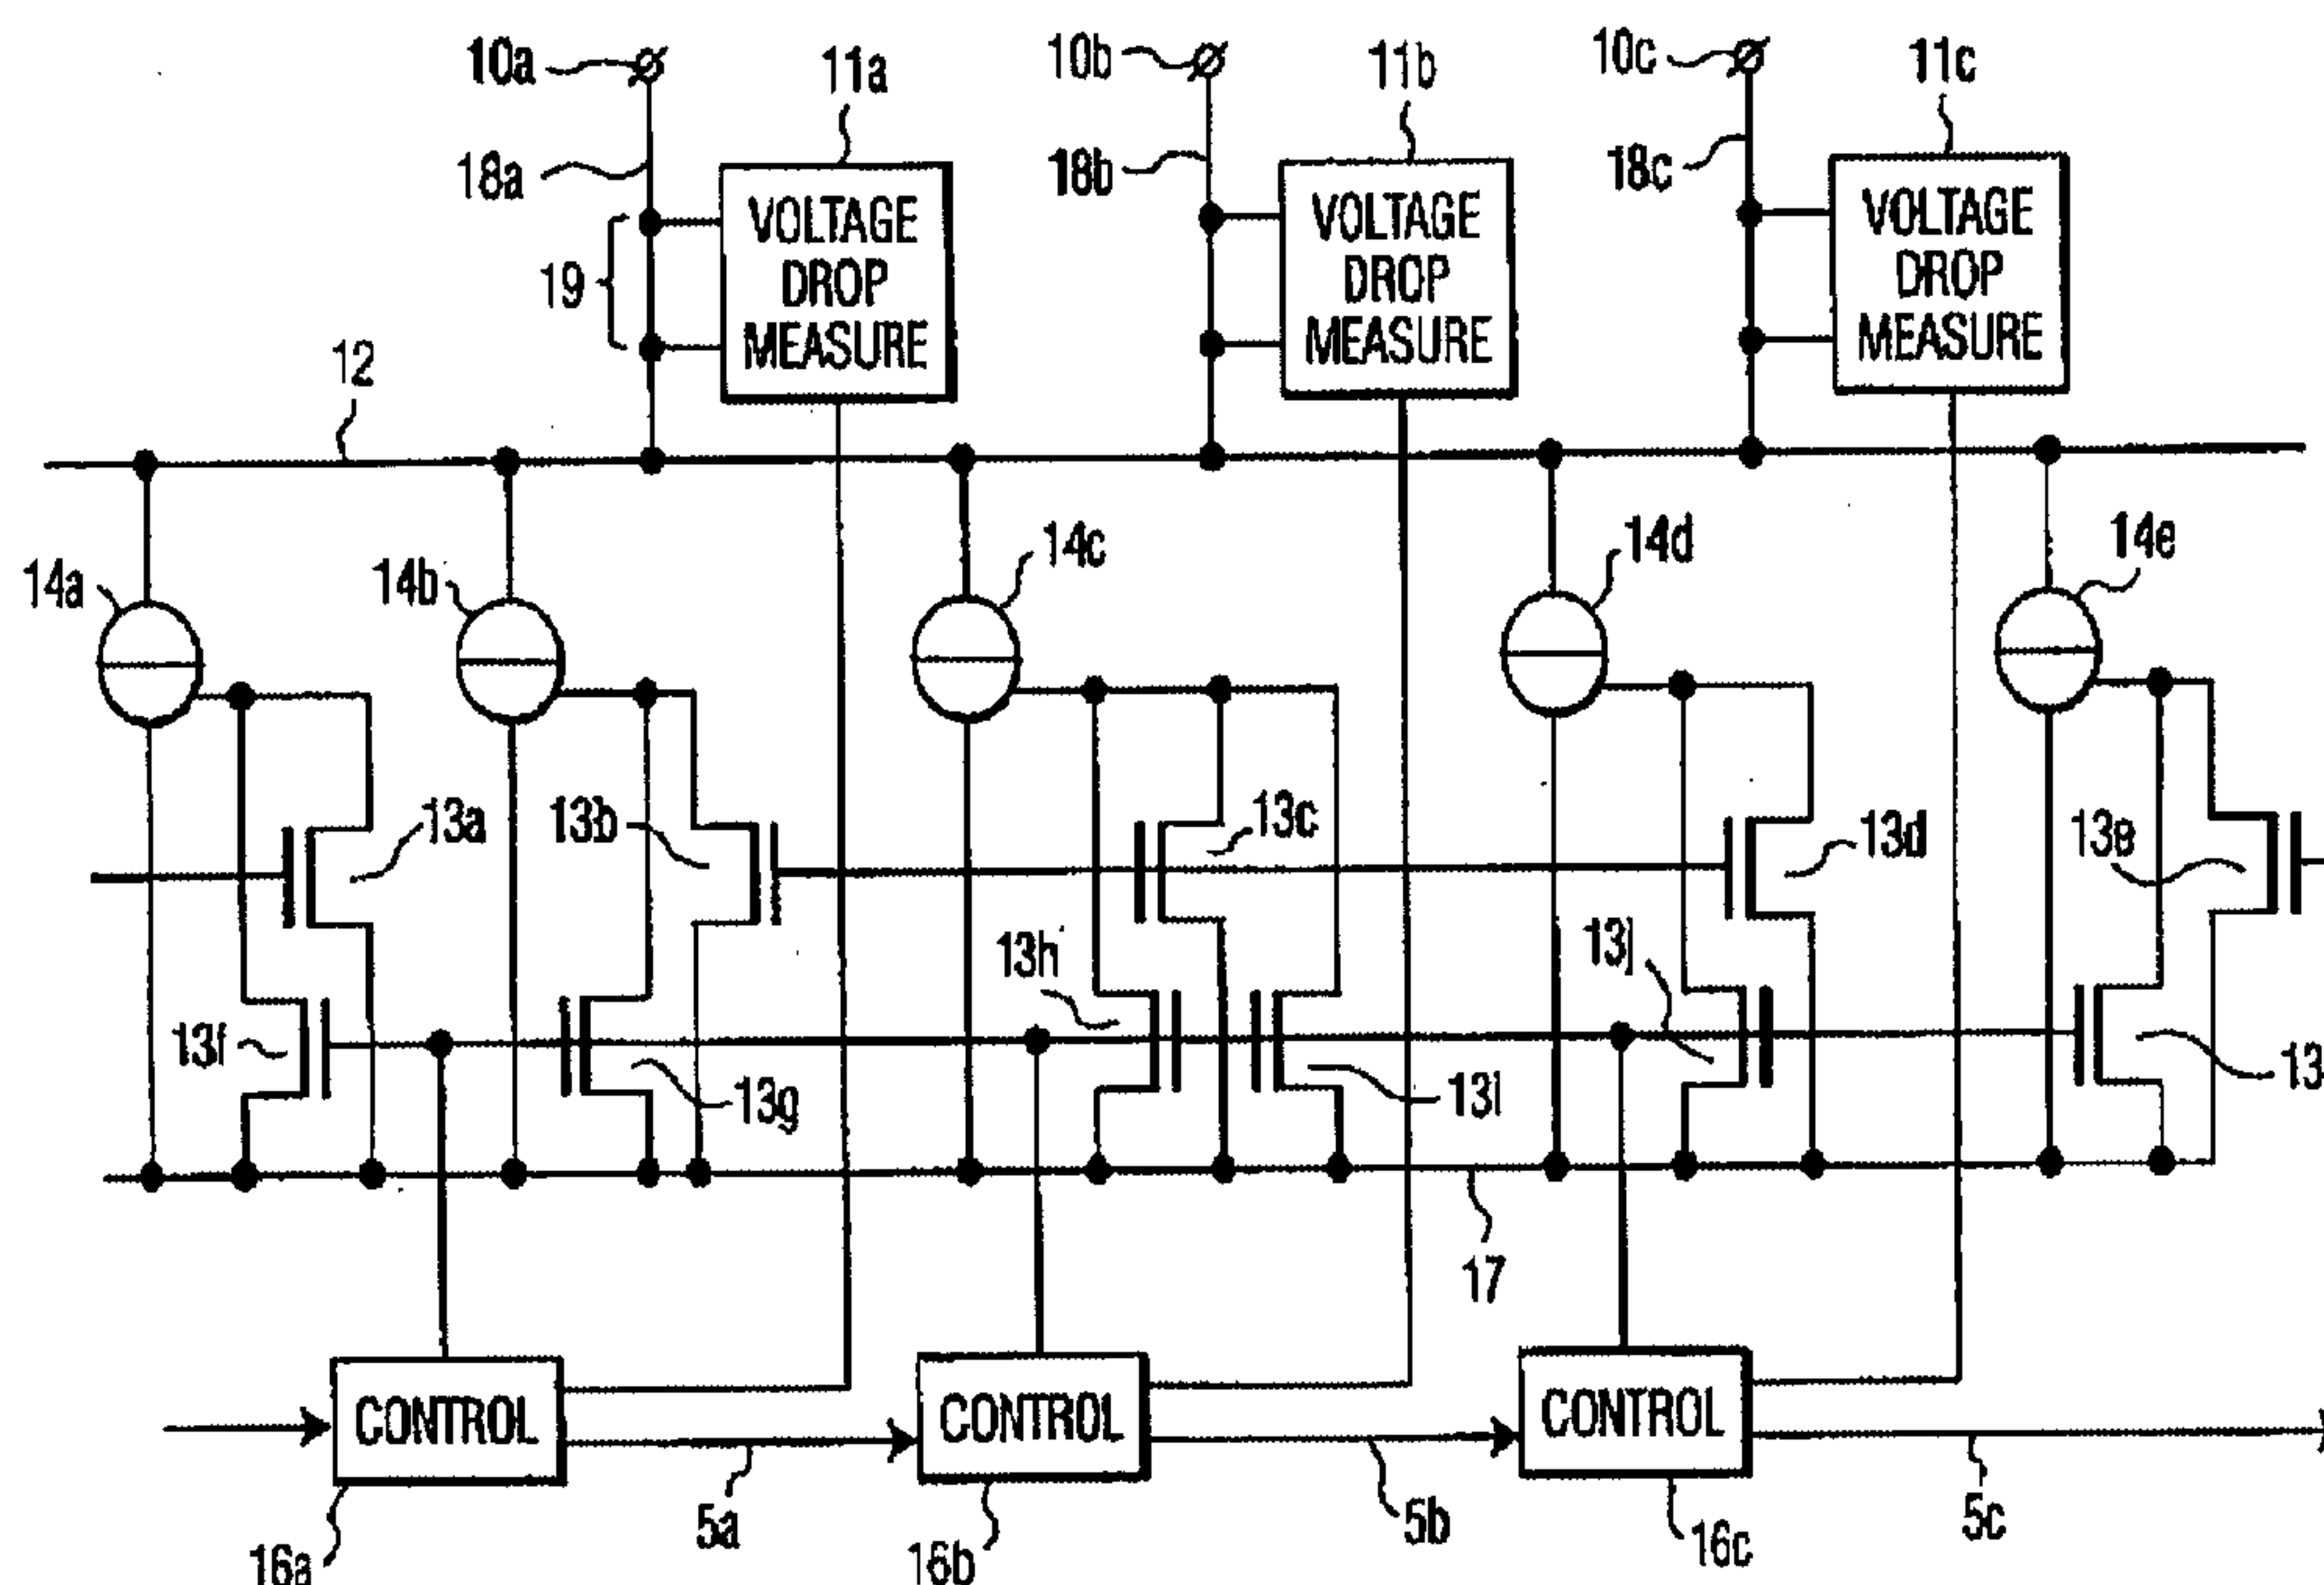 10a 11a 10b 11b 10c 11c
18a 18b 18c
VOLTAGE
DROP
MEASURE
VOLTAGE
DROP
MEASURE
VOLTAGE
DROP
MEASURE
19
12
14a 14b 14c 14d 14e
13a 13b 13c 13d 13e
13f 13g 13h 13i 13j 13
17
CONTROL CONTROL CONTROL
16a 5a 16b 5b 16c 5c